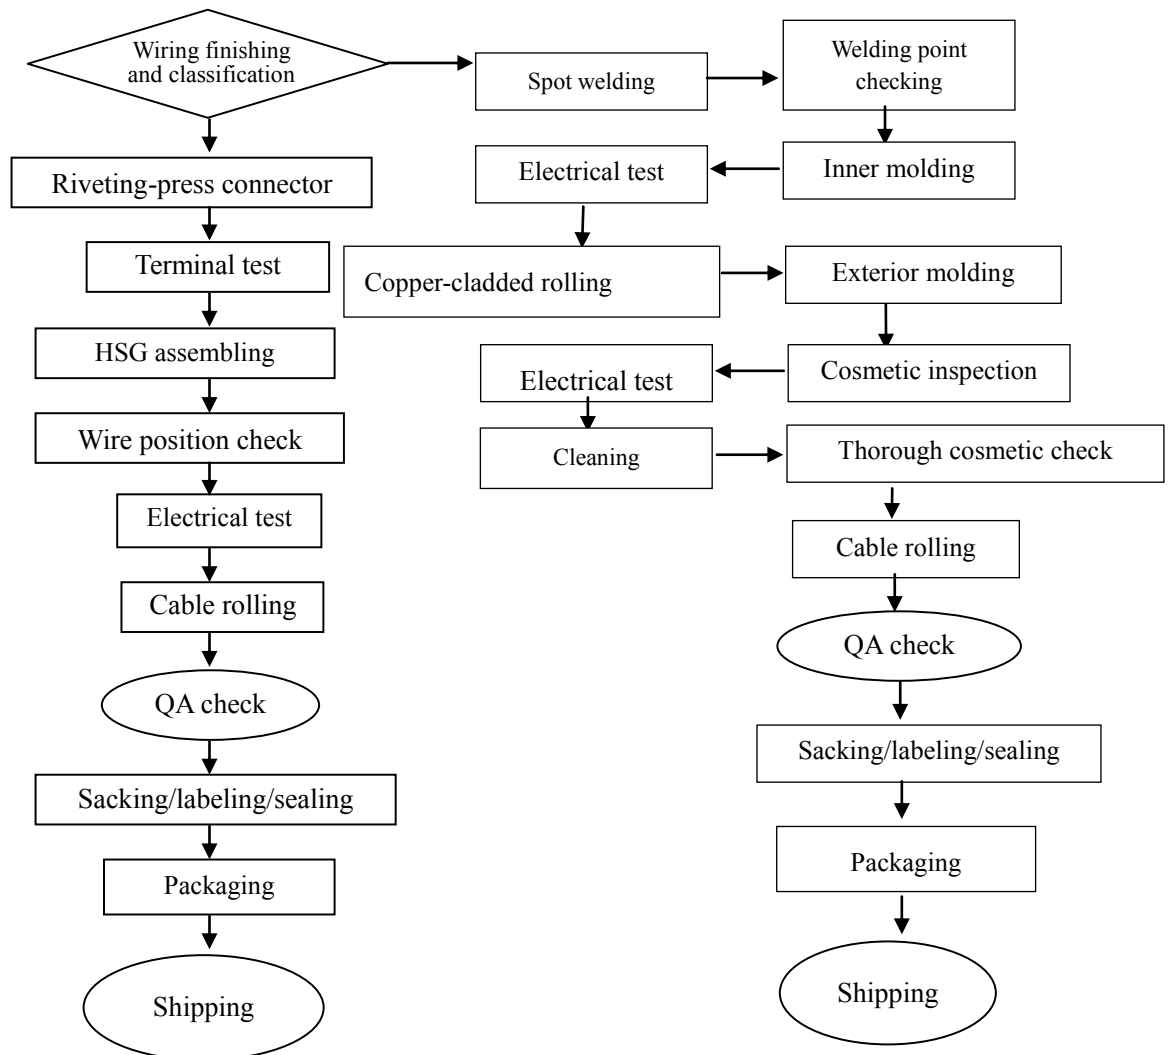 Wiring finishing
and classification
Spot welding
Welding point
checking
Riveting-press connector
Electrical test
Inner molding
Terminal test
Copper-cladded rolling
Exterior molding
HSG assembling
Electrical test
Cosmetic inspection
Wire position check
Cleaning
Thorough cosmetic check
Electrical test
Cable rolling
Cable rolling
QA check
QA check
Sacking/labeling/sealing
Sacking/labeling/sealing
Packaging
Packaging
Shipping
Shipping